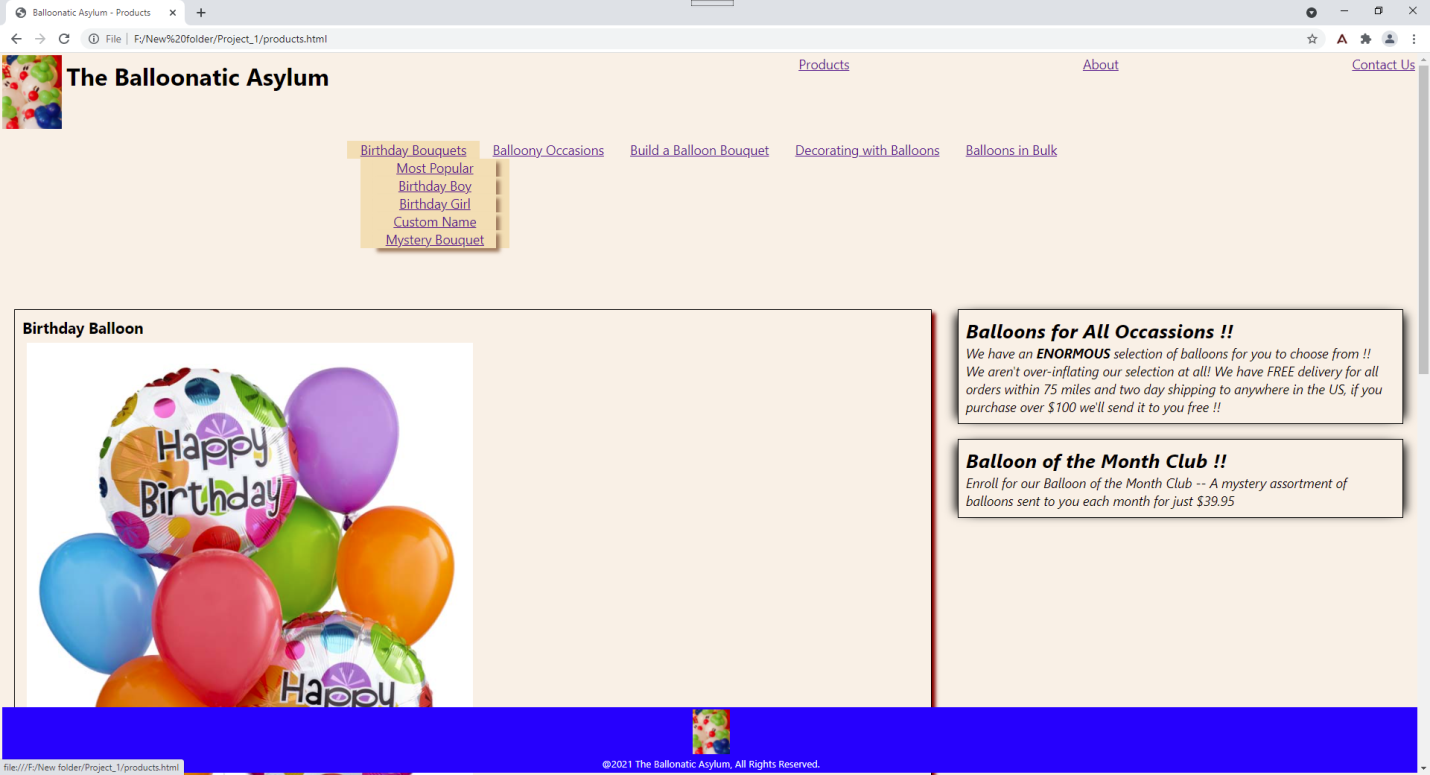 Balloonatic Asylum - Products
File
F:/New%20folder/Project_1/products.html
The Balloonatic Asylum
Products
About
Contact Us
Birthday Bouquets
Balloony Occasions
Build a Balloon Bouquet
Decorating with Balloons
Balloons in Bulk
Most Popular
Birthday Boy
Birthday Girl
Custom Name
Mystery Bouquet
Birthday Balloon
Happy
Birthday
Happy
Balloons for All Occassions !!
We have an ENORMOUS selection of balloons for you to choose from !!
We aren't over-inflating our selection at all! We have FREE delivery for all
orders within 75 miles and two day shipping to anywhere in the US, if you
purchase over $100 we'll send it to you free !!
Balloon of the Month Club !!
Enroll for our Balloon of the Month Club -- A mystery assortment of
balloons sent to you each month for just $39.95
@2021 The Ballonatic Asylum, All Rights Reserved.
file:///F:/New folder/Project_1/products.html